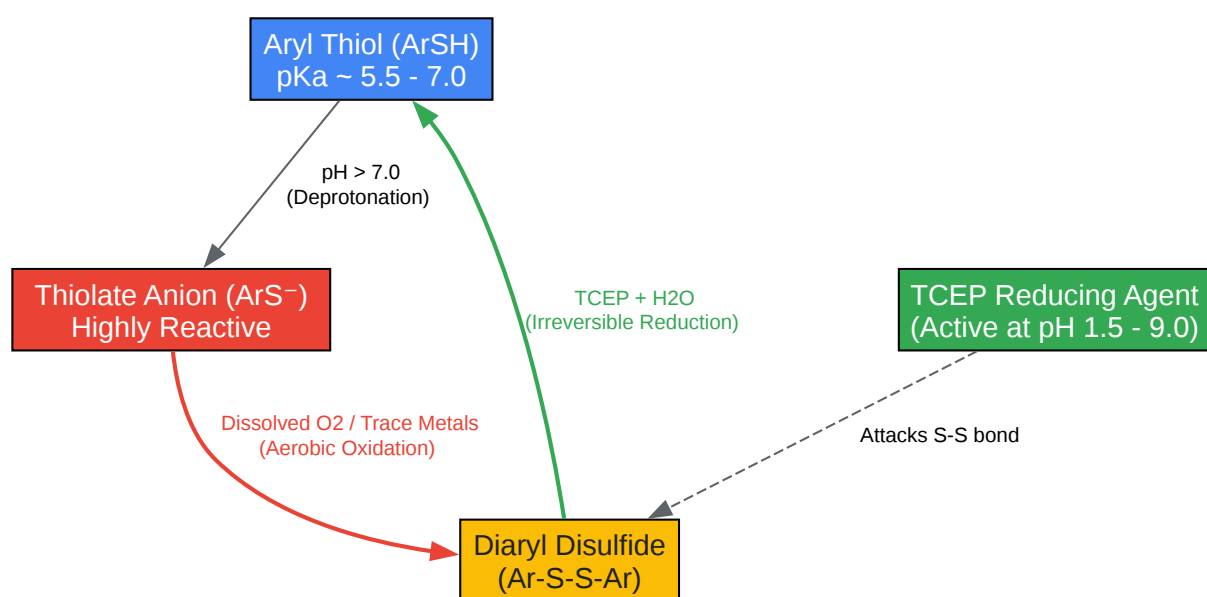 Aryl Thiol (ArSH)
pKa ~ 5.5 - 7.0
pH > 7.0
(Deprotonation)
Thiolate Anion (ArS⁻)
Highly Reactive
TCEP + H2O
(Irreversible Reduction)
TCEP Reducing Agent
(Active at pH 1.5 - 9.0)
Dissolved O2 / Trace Metals
(Aerobic Oxidation)
Attacks S-S bond
Diaryl Disulfide
(Ar-S-S-Ar)